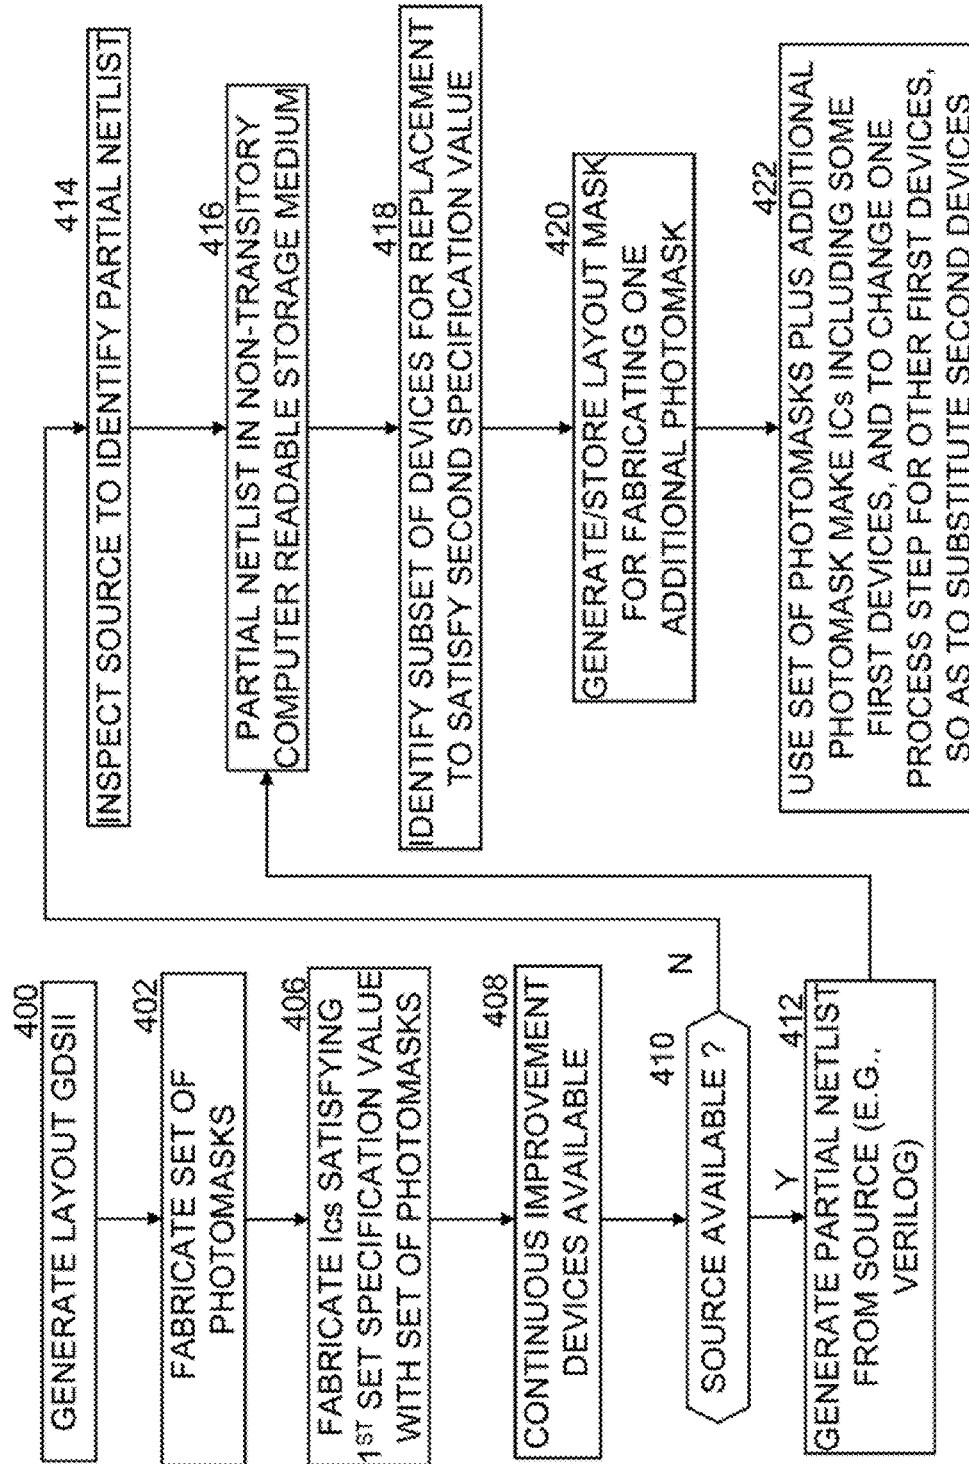 400
GENERATE LAYOUT GDSII
402
FABRICATE SET OF
PHOTOMASKS
406
FABRICATE Ics SATISFYING
1ST SET SPECIFICATION VALUE
WITH SET OF PHOTOMASKS
408
CONTINUOUS IMPROVEMENT
DEVICES AVAILABLE
410
SOURCE AVAILABLE ?
N
Y
412
GENERATE PARTIAL NETLIST
FROM SOURCE (E.G.,
VERILOG)
414
INSPECT SOURCE TO IDENTIFY PARTIAL NETLIST
416
PARTIAL NETLIST IN NON-TRANSITORY
COMPUTER READABLE STORAGE MEDIUM
418
IDENTIFY SUBSET OF DEVICES FOR REPLACEMENT
TO SATISFY SECOND SPECIFICATION VALUE
420
GENERATE/STORE LAYOUT MASK
FOR FABRICATING ONE
ADDITIONAL PHOTOMASK
422
USE SET OF PHOTOMASKS PLUS ADDITIONAL
PHOTOMASK MAKE ICs INCLUDING SOME
FIRST DEVICES, AND TO CHANGE ONE
PROCESS STEP FOR OTHER FIRST DEVICES,
SO AS TO SUBSTITUTE SECOND DEVICES